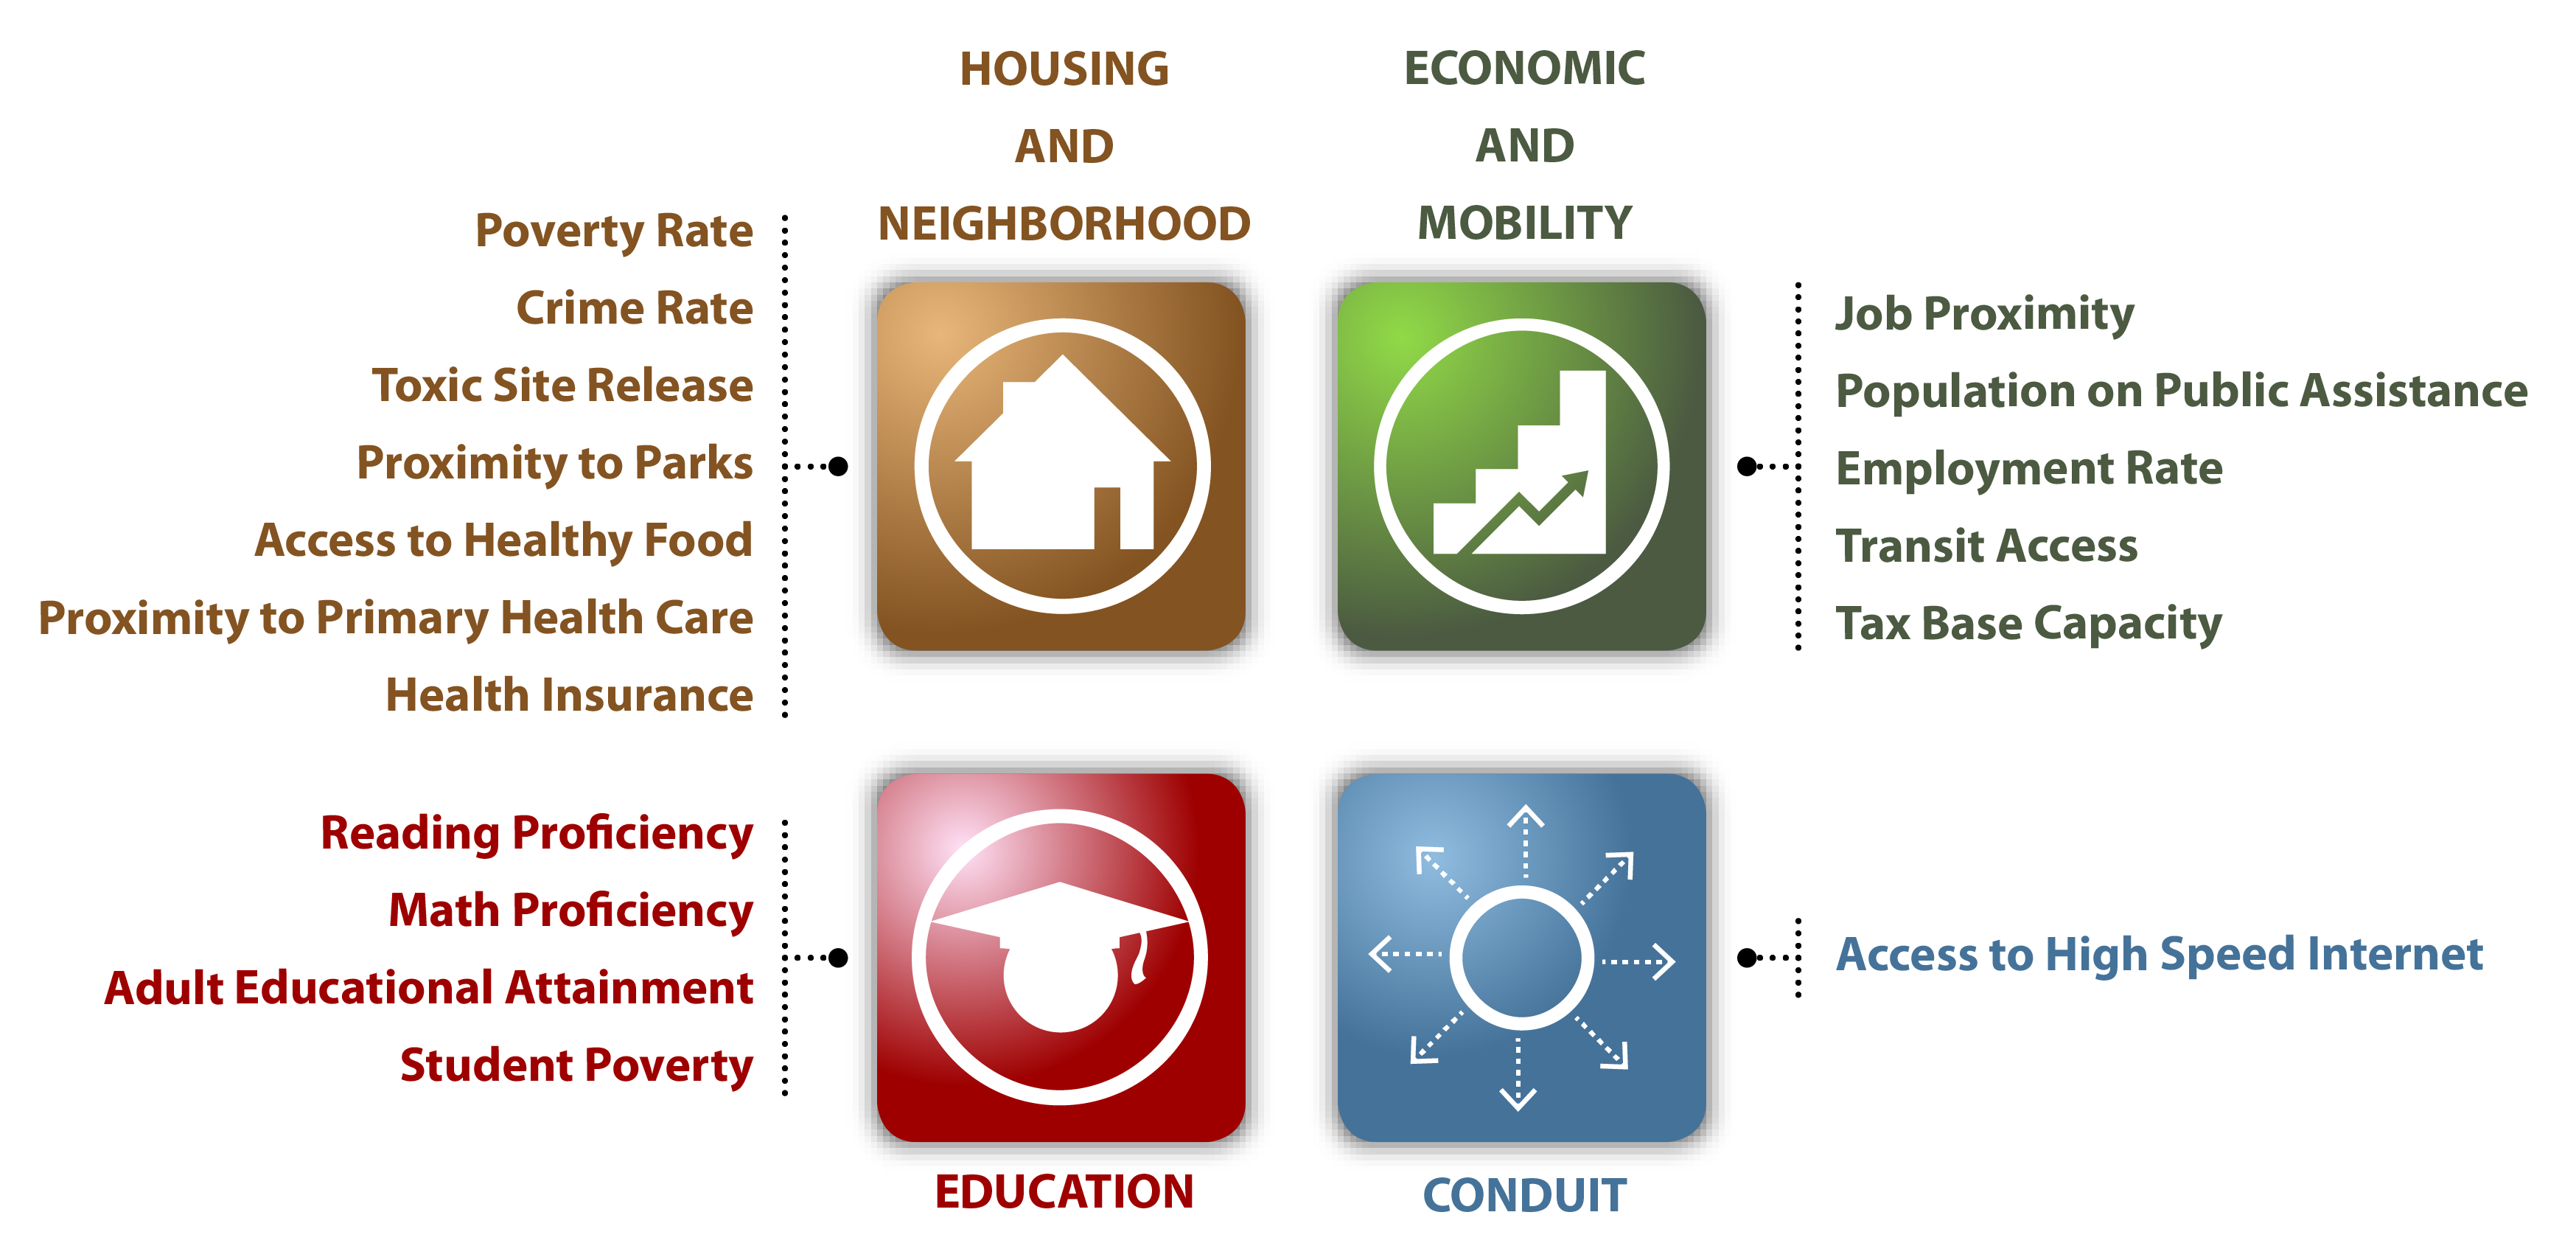 HOUSING
AND
NEIGHBORHOOD
Poverty Rate
Crime Rate
Toxic Site Release
Proximity to Parks
Access to Healthy Food
Proximity to Primary Health Care
Health Insurance
ECONOMIC
AND
MOBILITY
Job Proximity
Population on Public Assistance
Employment Rate
Transit Access
Tax Base Capacity
Reading Proficiency
Math Proficiency
Adult Educational Attainment
Student Poverty
EDUCATION
Access to High Speed Internet
CONDUIT